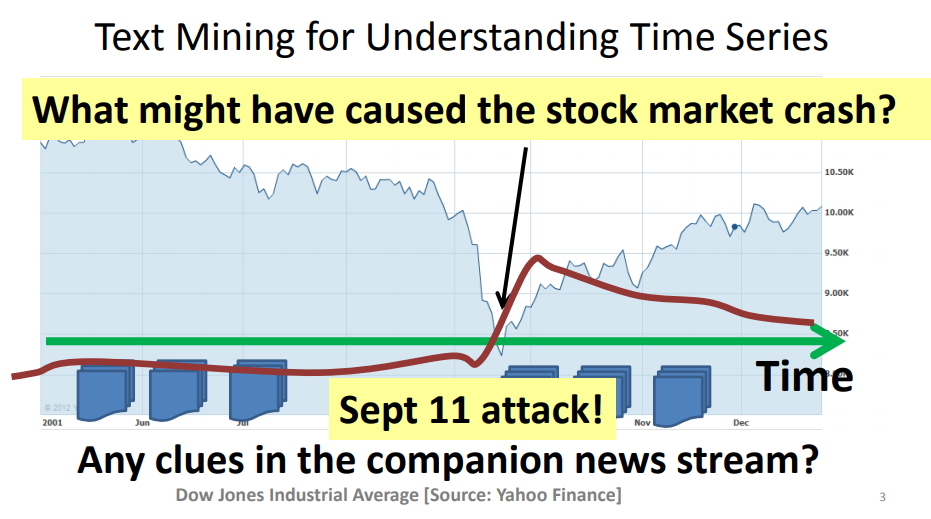 Text Mining for Understanding Time Series
What might have caused the stock market crash?
10.50K
10.00K
9.50K
9.00K
.50K
Time
Sept 11 attack!
© 2012
2001
Jun
Jul
Nov
Dec
Any clues in the companion news stream?
Dow Jones Industrial Average [Source: Yahoo Finance]
3